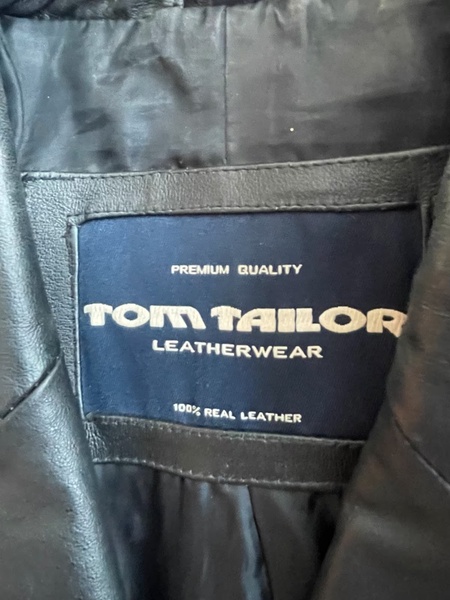 PREMIUM QUALITY
TOM TAILOR
LEATHERWEAR
100% REAL LEATHER